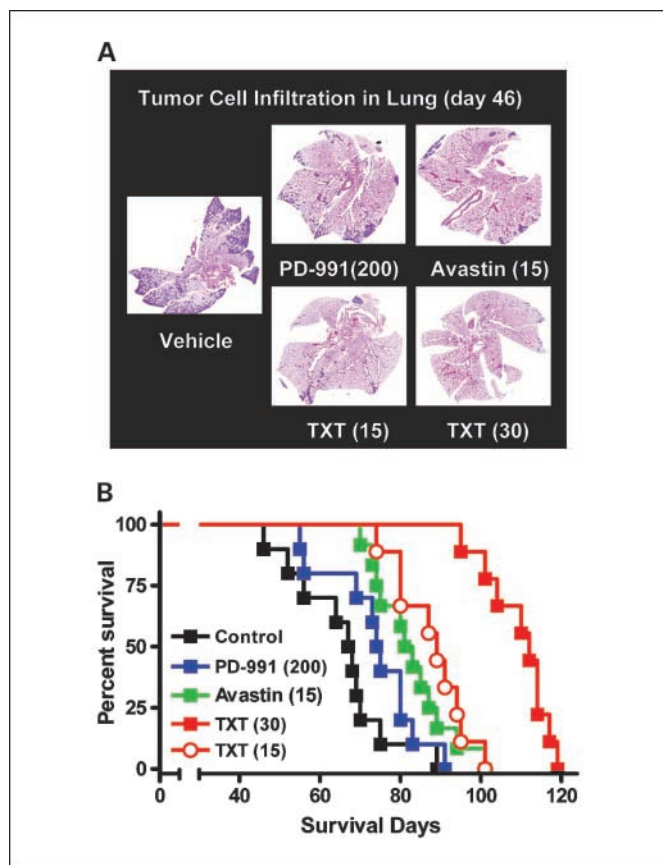 A
Tumor Cell Infiltration in Lung (day 46)
PD-991(200)
Avastin (15)
Vehicle
TXT (15)
TXT (30)
B
Percent survival
100
75
50
25
0
Control
PD-991 (200)
Avastin (15)
TXT (30)
TXT (15)
0 40 60 80 100 120
Survival Days